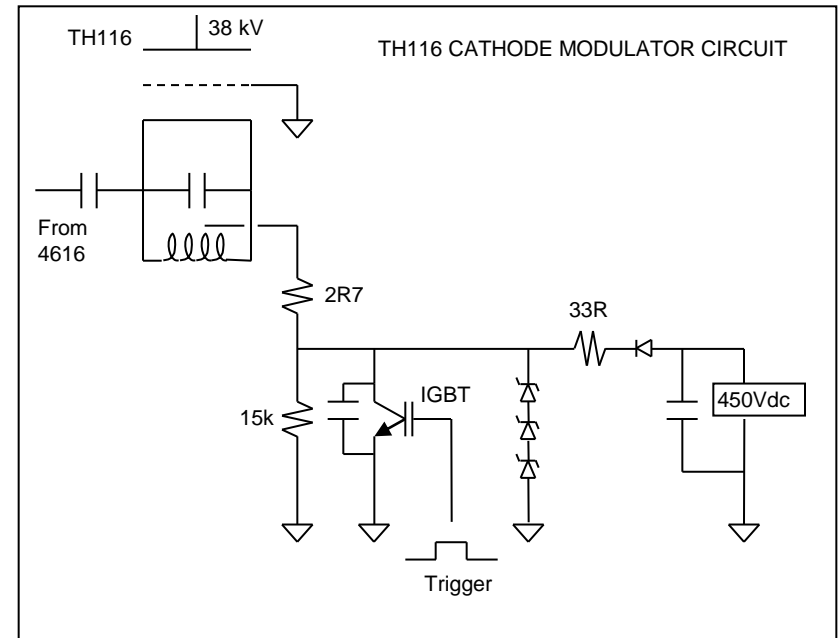 TH116
38 kV
TH116 CATHODE MODULATOR CIRCUIT
From
4616
2R7
33R
15k
IGBT
450Vdc
Trigger